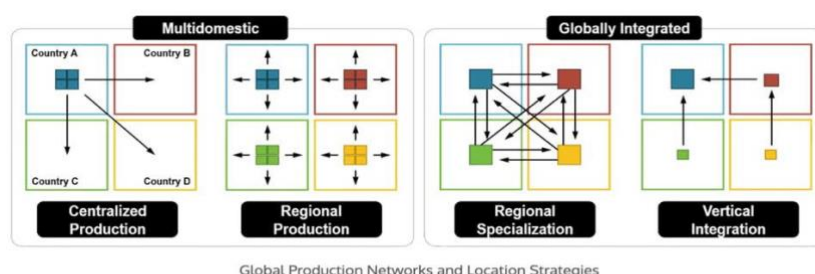 Multidomestic
Globally Integrated
Country A
Country B
Country C
Country D
Centralized
Production
Regional
Production
Regional
Specialization
Vertical
Integration
Global Production Networks and Location Strategies